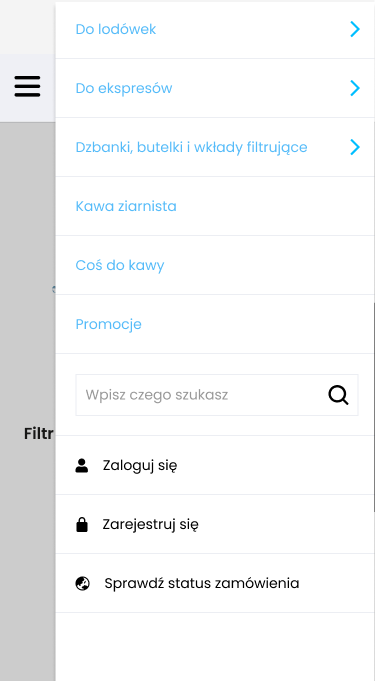 Do lodówek
Do ekspresów
Dzbanki, butelki i wkłady filtrujące
Kawa ziarnista
Coś do kawy
Promocje
Wpisz czego szukasz
Filtr
Zaloguj się
Zarejestruj się
Sprawdź status zamówienia